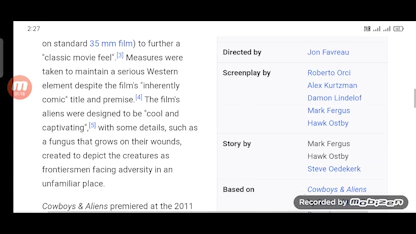 2:27
on standard 35 mm film) to further a
"classic movie feel".[3] Measures were
taken to maintain a serious Western
element despite the film's "inherently
comic" title and premise.[4] The film's
aliens were designed to be "cool and
captivating",[5] with some details, such as
a fungus that grows on their wounds,
created to depict the creatures as
frontiersmen facing adversity in an
unfamiliar place.
Cowboys & Aliens premiered at the 2011
Directed by Jon Favreau
Screenplay by Roberto Orci
Alex Kurtzman
Damon Lindelof
Mark Fergus
Hawk Ostby
Story by Mark Fergus
Hawk Ostby
Steve Oedekerk
Based on Cowboys & Aliens
Recorded by
mobizen